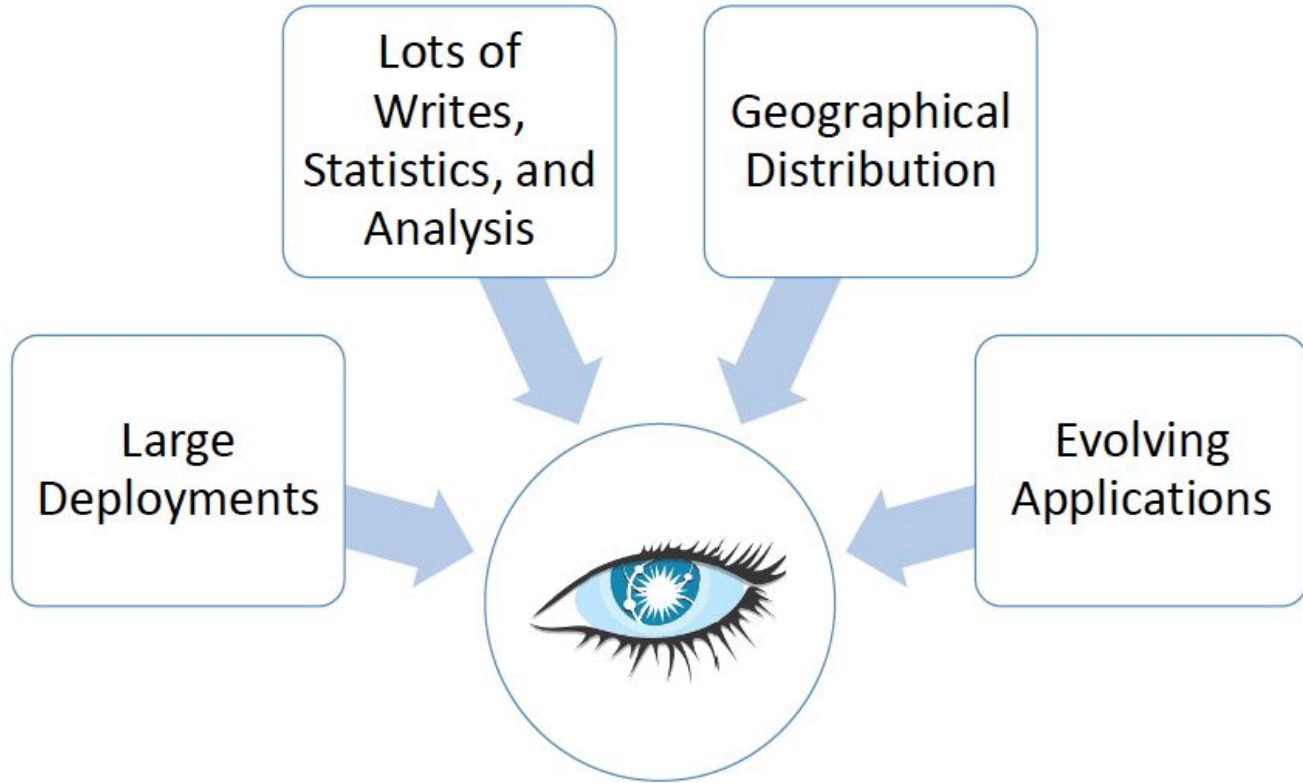 Lots of
Writes,
Statistics, and
Analysis
Geographical
Distribution
Large
Deployments
Evolving
Applications